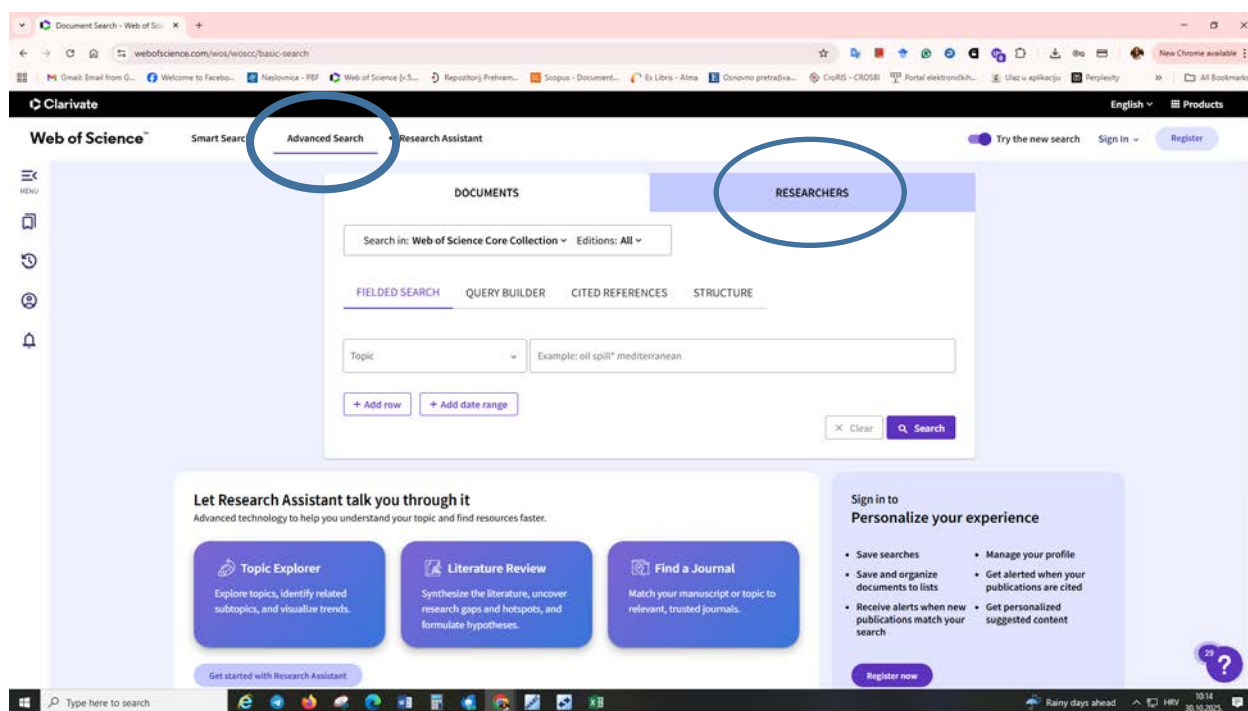 Document Search - Web of Sci
webofscience.com/wos/woscc/basic-search
New Chrome available
Gmail: Email from G... Welcome to Facebo... Naslovnica - PBF Web of Science [v.5... Repozitorij Prehram... Scopus - Document... Ex Libris - Alma Osnovno pretraživa... CroRIS - CROSBI Portal elektroničkih... Ulaz u aplikaciju Perplexity » All Bookmarks
Clarivate English Products
Web of Science™ Smart Searc Advanced Search Research Assistant Try the new search Sign In Register
MENU
DOCUMENTS RESEARCHERS
Search in: Web of Science Core Collection Editions: All
FIELDED SEARCH QUERY BUILDER CITED REFERENCES STRUCTURE
Topic Example: oil spill* mediterranean
+ Add row + Add date range
× Clear Search
Let Research Assistant talk you through it
Advanced technology to help you understand your topic and find resources faster.
Topic Explorer
Explore topics, identify related
subtopics, and visualize trends.
Literature Review
Synthesize the literature, uncover
research gaps and hotspots, and
formulate hypotheses.
Find a Journal
Match your manuscript or topic to
relevant, trusted journals.
Get started with Research Assistant
Sign in to
Personalize your experience
• Save searches
• Save and organize
documents to lists
• Receive alerts when new
publications match your
search
• Manage your profile
• Get alerted when your
publications are cited
• Get personalized
suggested content
Register now
29
?
Type here to search Rainy days ahead HRV 10:14
30.10.2025.